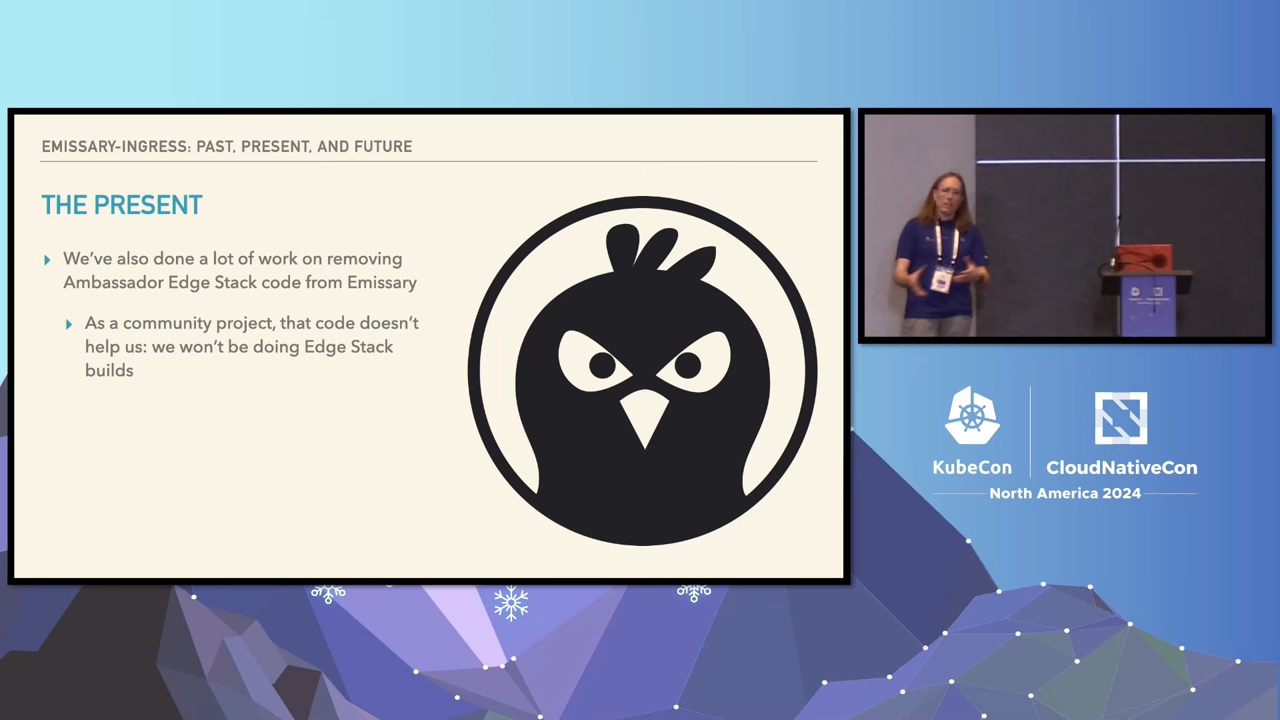 EMISSARY-INGRESS: PAST, PRESENT, AND FUTURE
THE PRESENT
We’ve also done a lot of work on removing
Ambassador Edge Stack code from Emissary
As a community project, that code doesn’t
help us: we won’t be doing Edge Stack
builds
KubeCon
CloudNativeCon
North America 2024